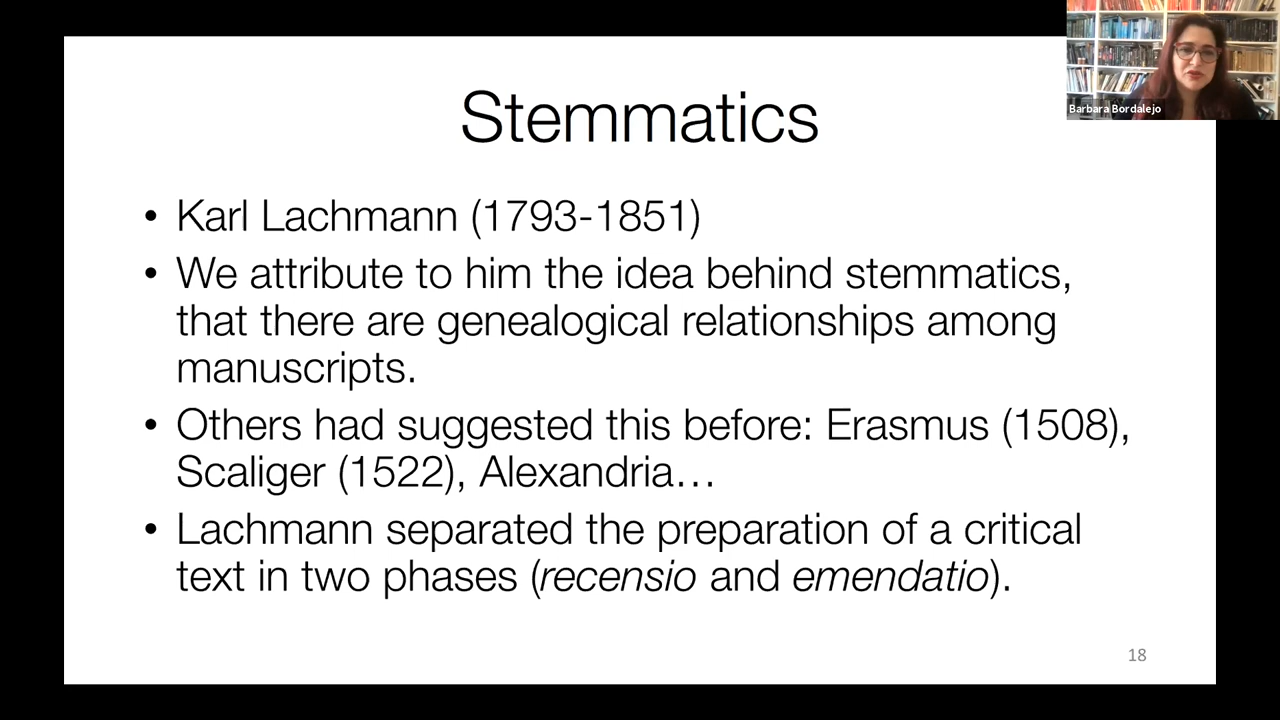 Barbara Bordalejo
Stemmatics
• Karl Lachmann (1793-1851)
• We attribute to him the idea behind stemmatics,
that there are genealogical relationships among
manuscripts.
• Others had suggested this before: Erasmus (1508),
Scaliger (1522), Alexandria…
• Lachmann separated the preparation of a critical
text in two phases (recensio and emendatio).
18